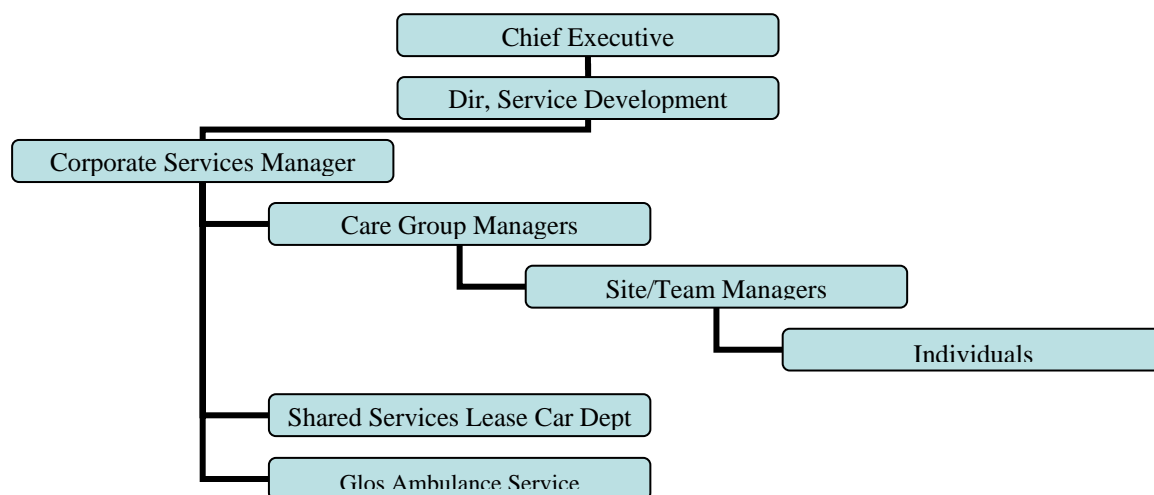 Chief Executive
Dir, Service Development
Corporate Services Manager
Care Group Managers
Site/Team Managers
Individuals
Shared Services Lease Car Dept
Glos Ambulance Service